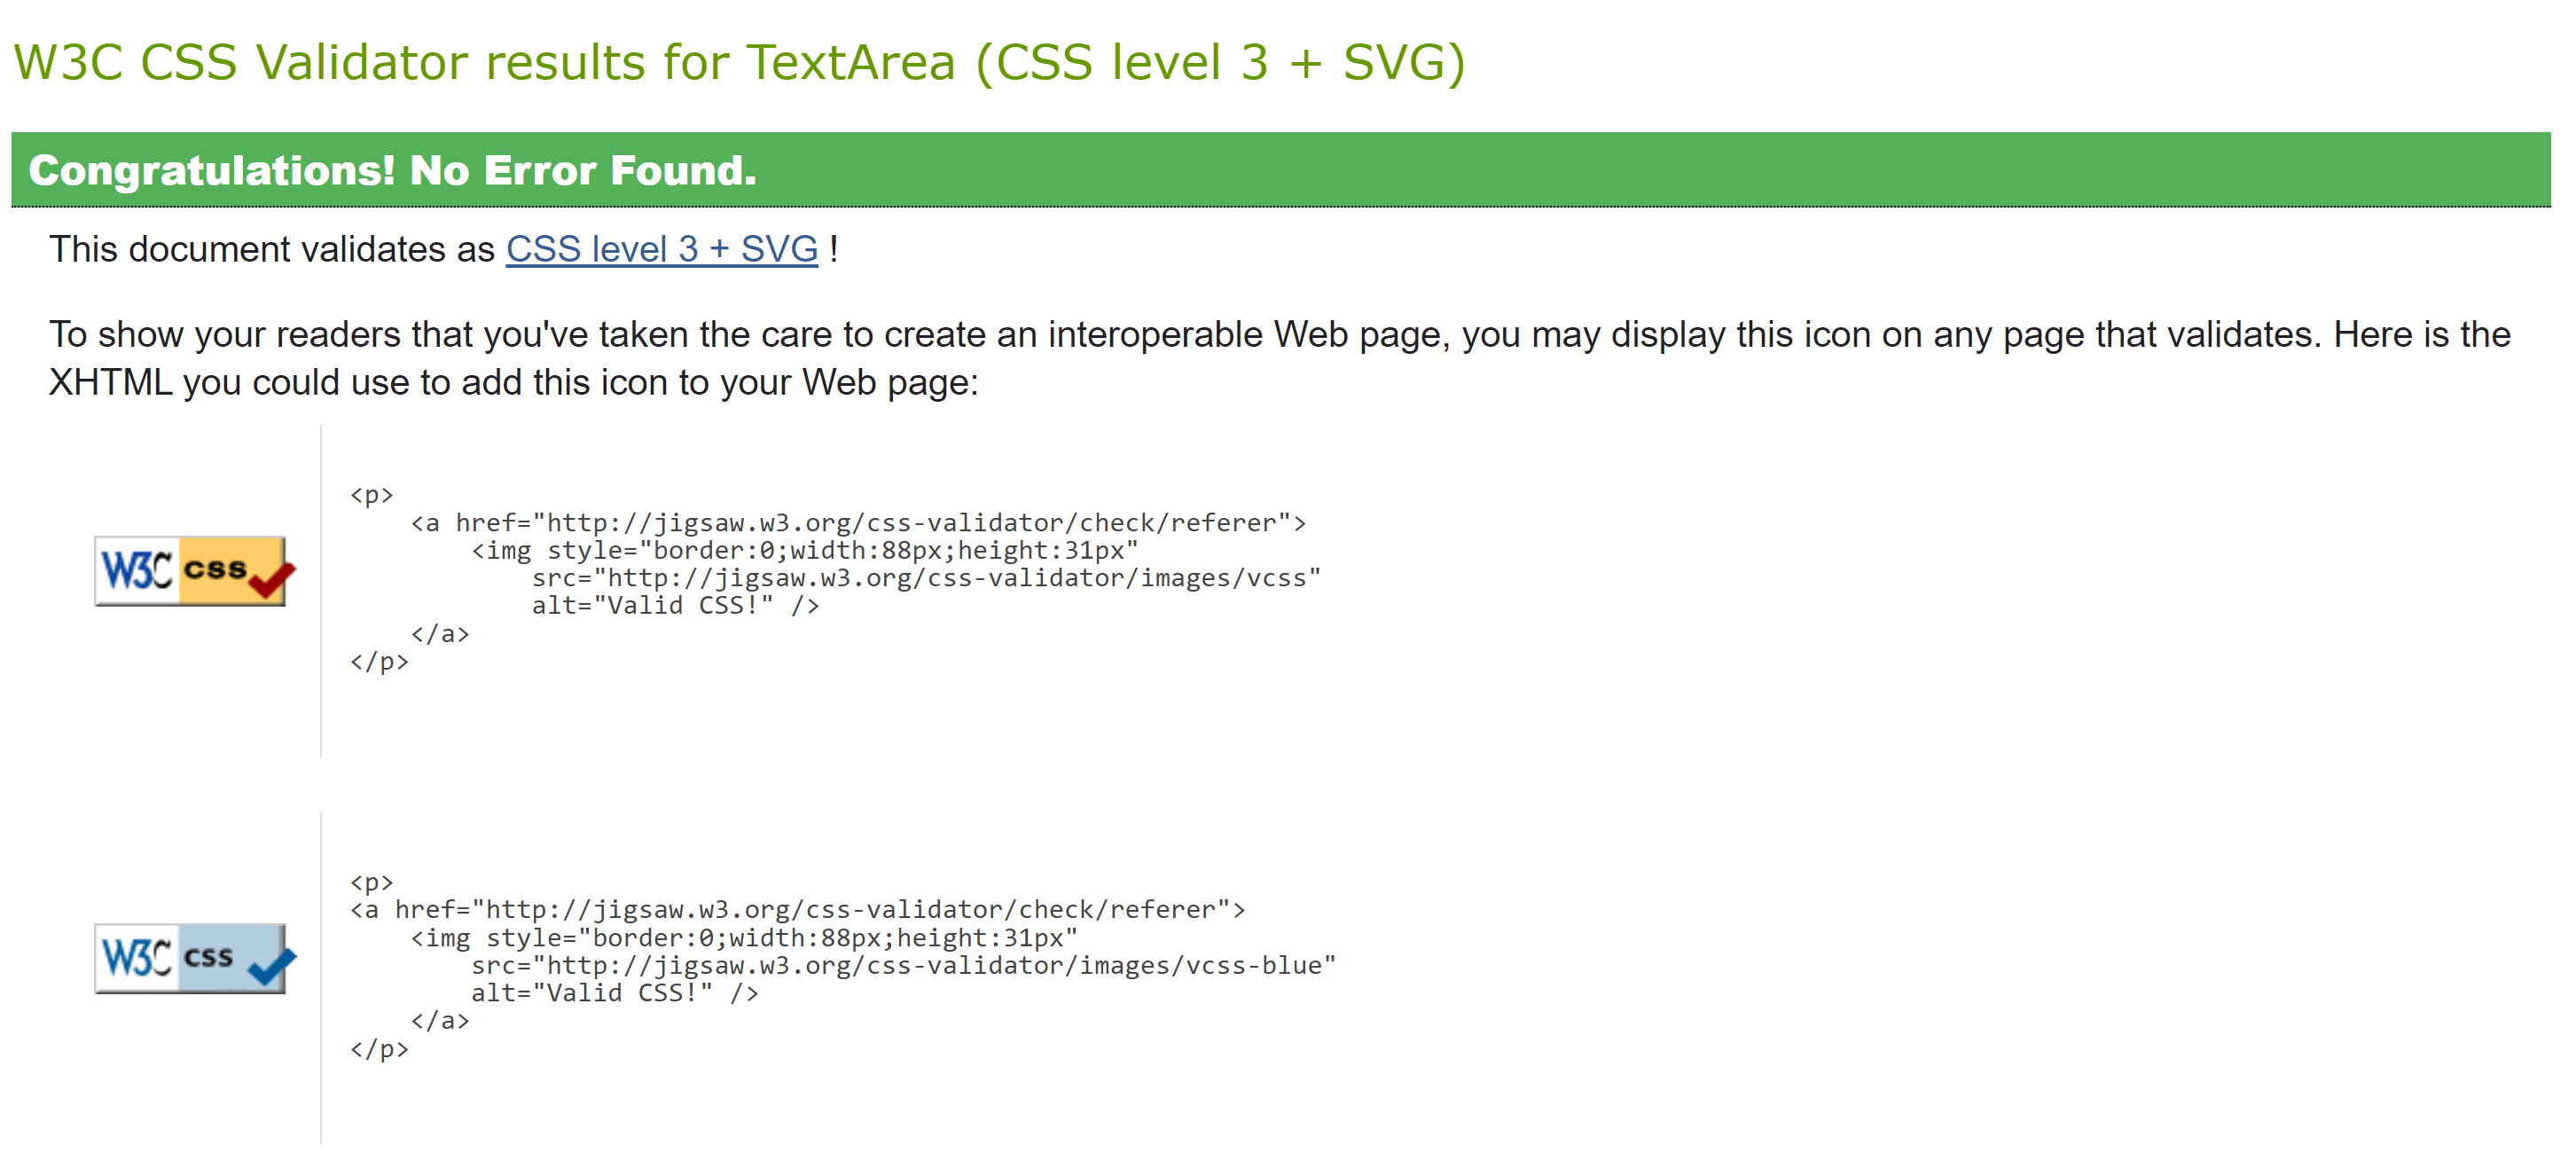 W3C CSS Validator results for TextArea (CSS level 3 + SVG)
Congratulations! No Error Found.
This document validates as CSS level 3 + SVG !
To show your readers that you've taken the care to create an interoperable Web page, you may display this icon on any page that validates. Here is the
XHTML you could use to add this icon to your Web page:
W3C css
<p>
    <a href="http://jigsaw.w3.org/css-validator/check/referer">
        <img style="border:0;width:88px;height:31px"
            src="http://jigsaw.w3.org/css-validator/images/vcss"
            alt="Valid CSS!" />
    </a>
</p>
W3C css
<p>
<a href="http://jigsaw.w3.org/css-validator/check/referer">
    <img style="border:0;width:88px;height:31px"
        src="http://jigsaw.w3.org/css-validator/images/vcss-blue"
        alt="Valid CSS!" />
    </a>
</p>